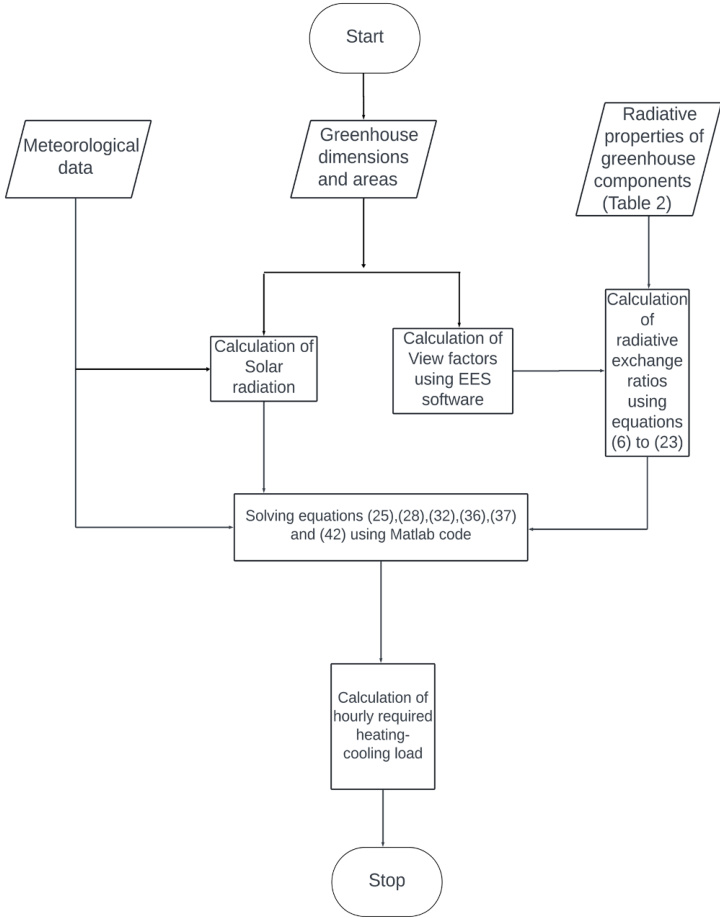 Start
Meteorological
data
Greenhouse
dimensions
and areas
Radiative
properties of
greenhouse
components
(Table 2)
Calculation of
Solar
radiation
Calculation of
View factors
using EES
software
Calculation
of
radiative
exchange
ratios
using
equations
(6) to (23)
Solving equations (25),(28),(32),(36),(37)
and (42) using Matlab code
Calculation of
hourly required
heating-
cooling load
Stop